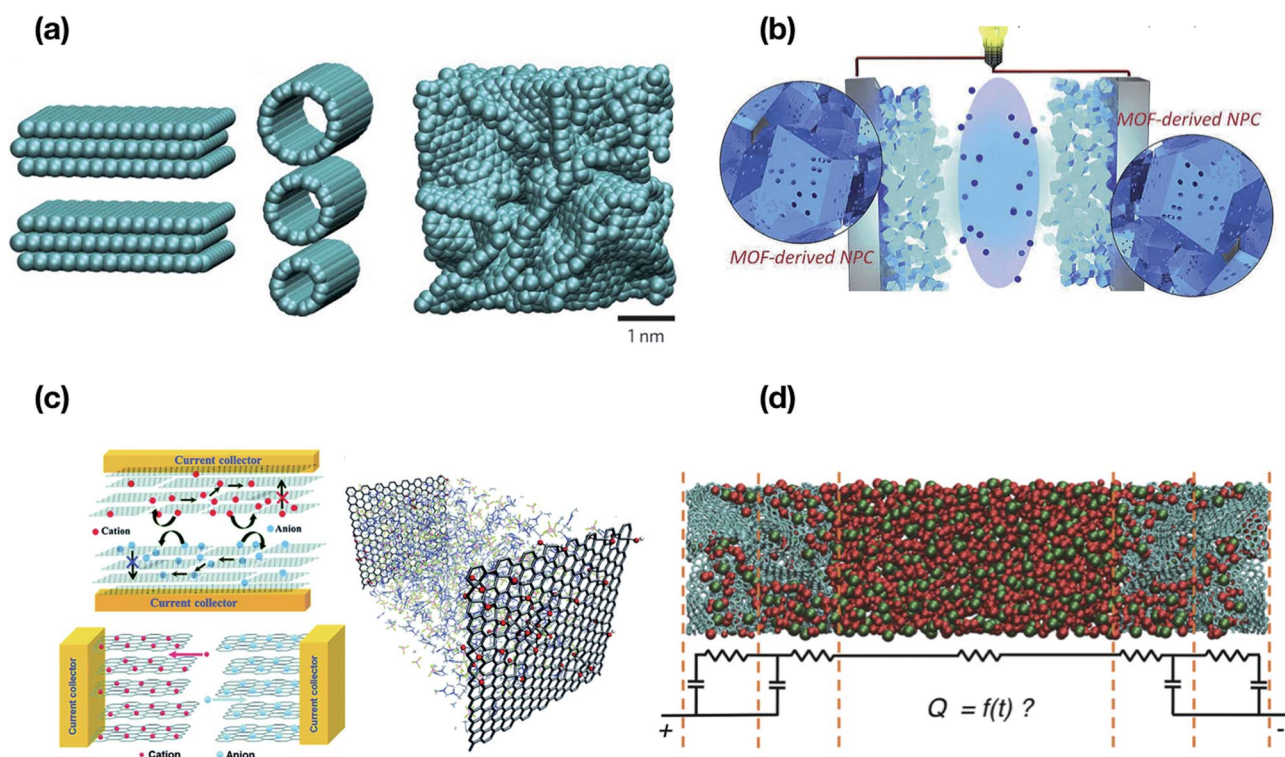 (a)
1 nm
(b)
MOF-derived NPC
MOF-derived NPC
(c)
Current collector
Cation
Anion
Current collector
Current collector
Current collector
Cation
Anion
(d)
Q = f(t) ?
+
-